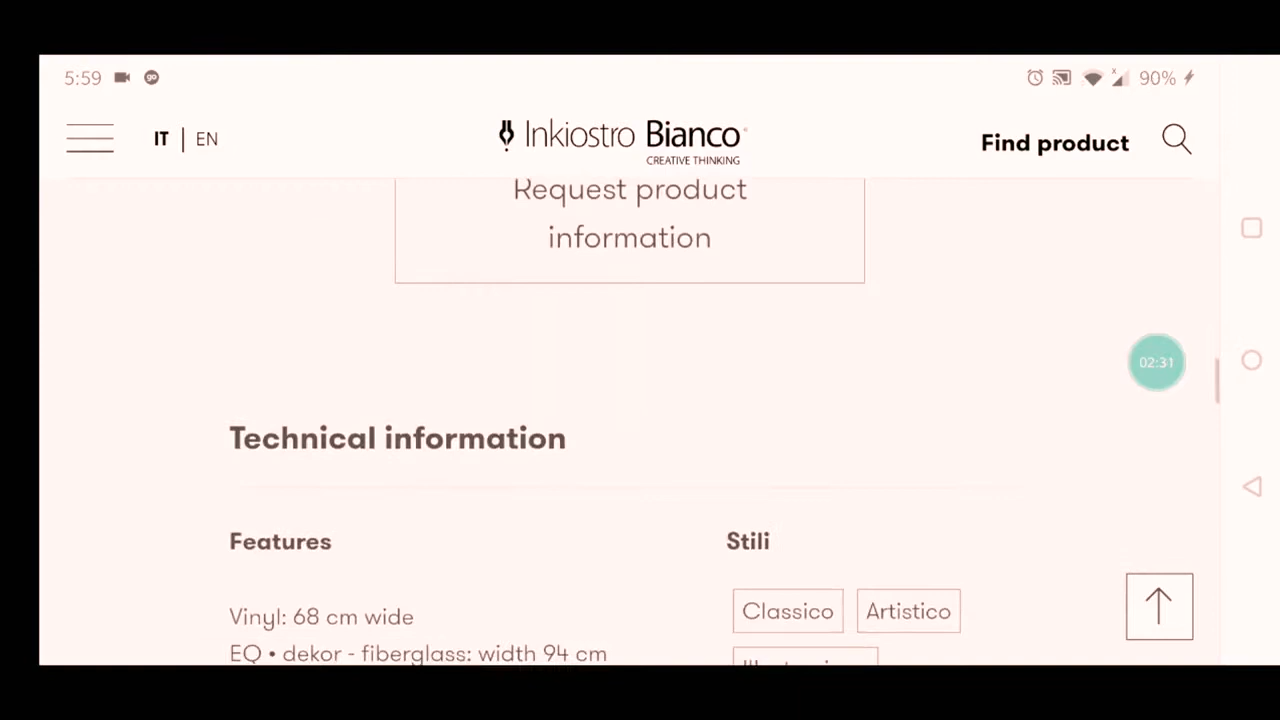 5:59 go x 90%
IT | EN Inkiostro Bianco Find product
CREATIVE THINKING
Request product
information
02:31
Technical information
Features Stili
Vinyl: 68 cm wide Classico Artistico
EQ • dekor - fiberglass: width 94 cm